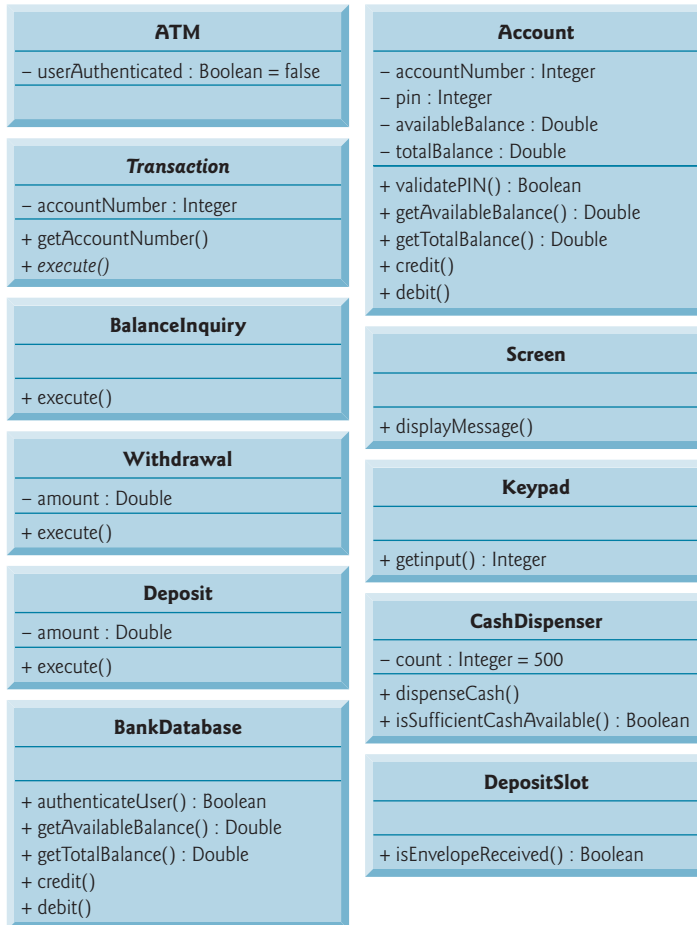 ATM
– userAuthenticated : Boolean = false
Transaction
– accountNumber : Integer
+ getAccountNumber()
+ execute()
BalanceInquiry
+ execute()
Withdrawal
– amount : Double
+ execute()
Deposit
– amount : Double
+ execute()
BankDatabase
+ authenticateUser() : Boolean
+ getAvailableBalance() : Double
+ getTotalBalance() : Double
+ credit()
+ debit()
Account
– accountNumber : Integer
– pin : Integer
– availableBalance : Double
– totalBalance : Double
+ validatePIN() : Boolean
+ getAvailableBalance() : Double
+ getTotalBalance() : Double
+ credit()
+ debit()
Screen
+ displayMessage()
Keypad
+ getinput() : Integer
CashDispenser
– count : Integer = 500
+ dispenseCash()
+ isSufficientCashAvailable() : Boolean
DepositSlot
+ isEnvelopeReceived() : Boolean